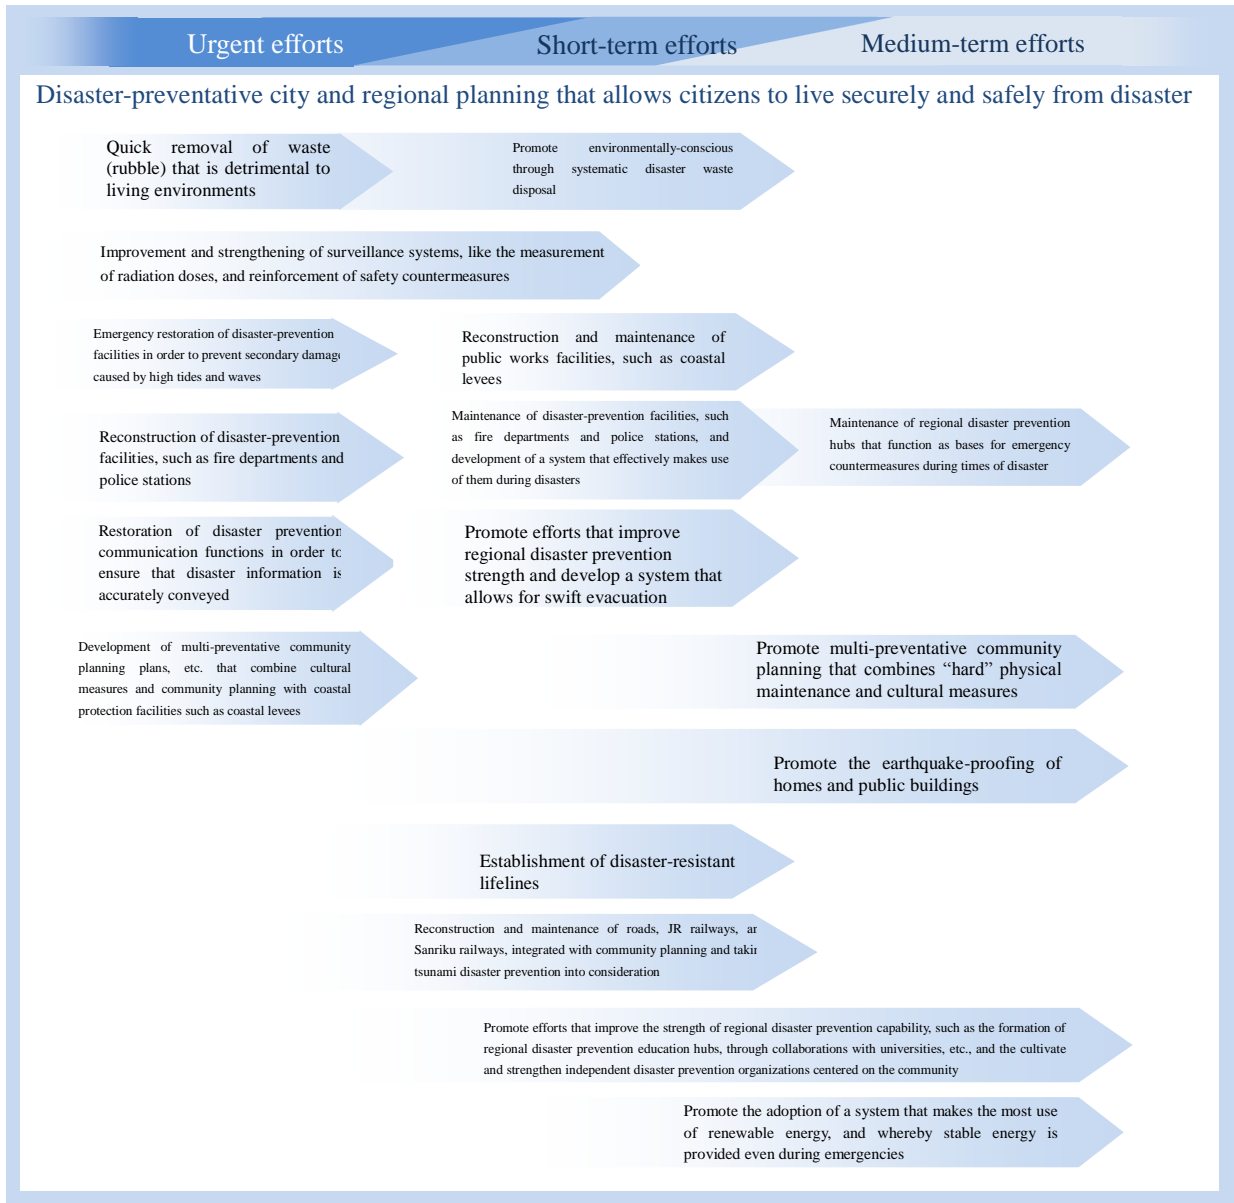 Urgent efforts
Short-term efforts
Medium-term efforts
Disaster-preventative city and regional planning that allows citizens to live securely and safely from disaster
Quick removal of waste
(rubble) that is detrimental to
living environments
Promote environmentally-conscious
through systematic disaster waste
disposal
Improvement and strengthening of surveillance systems, like the measurement
of radiation doses, and reinforcement of safety countermeasures
Emergency restoration of disaster-prevention
facilities in order to prevent secondary damage
caused by high tides and waves
Reconstruction and maintenance of
public works facilities, such as coastal
levees
Reconstruction of disaster-prevention
facilities, such as fire departments and
police stations
Maintenance of disaster-prevention facilities, such
as fire departments and police stations, and
development of a system that effectively makes use
of them during disasters
Maintenance of regional disaster prevention
hubs that function as bases for emergency
countermeasures during times of disaster
Restoration of disaster prevention
communication functions in order to
ensure that disaster information is
accurately conveyed
Promote efforts that improve
regional disaster prevention
strength and develop a system that
allows for swift evacuation
Development of multi-preventative community
planning plans, etc. that combine cultural
measures and community planning with coastal
protection facilities such as coastal levees
Promote multi-preventative community
planning that combines “hard” physical
maintenance and cultural measures
Promote the earthquake-proofing of
homes and public buildings
Establishment of disaster-resistant
lifelines
Reconstruction and maintenance of roads, JR railways, an
Sanriku railways, integrated with community planning and takin
tsunami disaster prevention into consideration
Promote efforts that improve the strength of regional disaster prevention capability, such as the formation of
regional disaster prevention education hubs, through collaborations with universities, etc., and the cultivate
and strengthen independent disaster prevention organizations centered on the community
Promote the adoption of a system that makes the most use
of renewable energy, and whereby stable energy is
provided even during emergencies